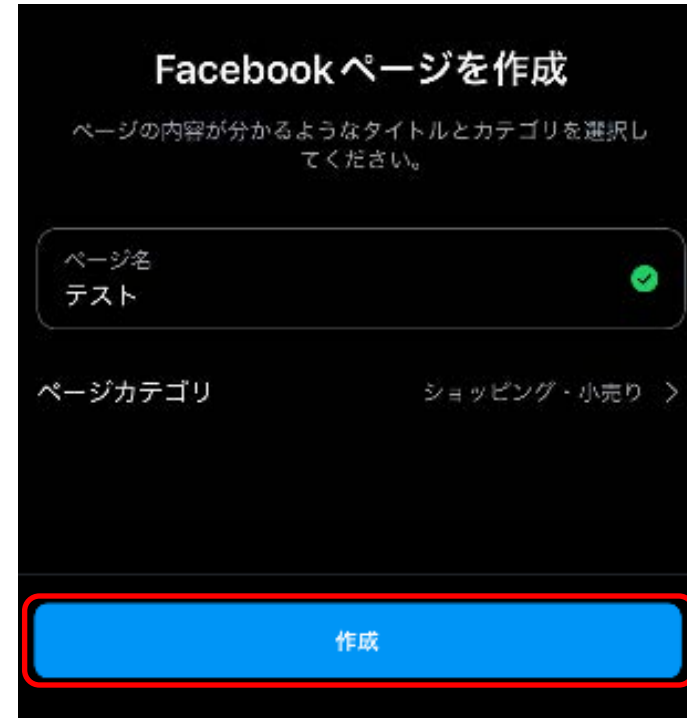 Facebookページを作成
ページの内容が分かるようなタイトルとカテゴリを選択し
てください。
ページ名
テスト
ページカテゴリ
ショッピング・小売り
作成